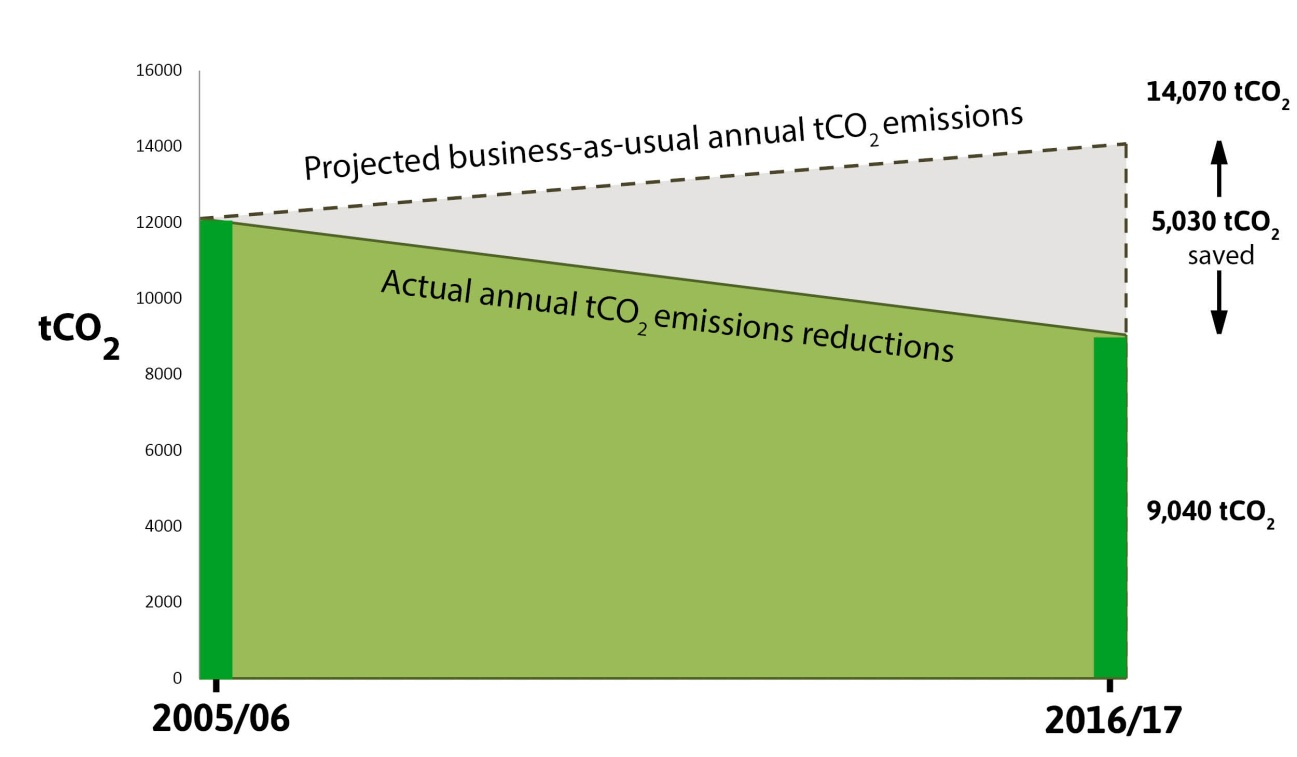 16000
14000
12000
10000
8000
6000
4000
2000
0
tCO2
Projected business-as-usual annual tCO2 emissions
Actual annual tCO2 emissions reductions
14,070 tCO2
5,030 tCO2
saved
9,040 tCO2
2005/06
2016/17